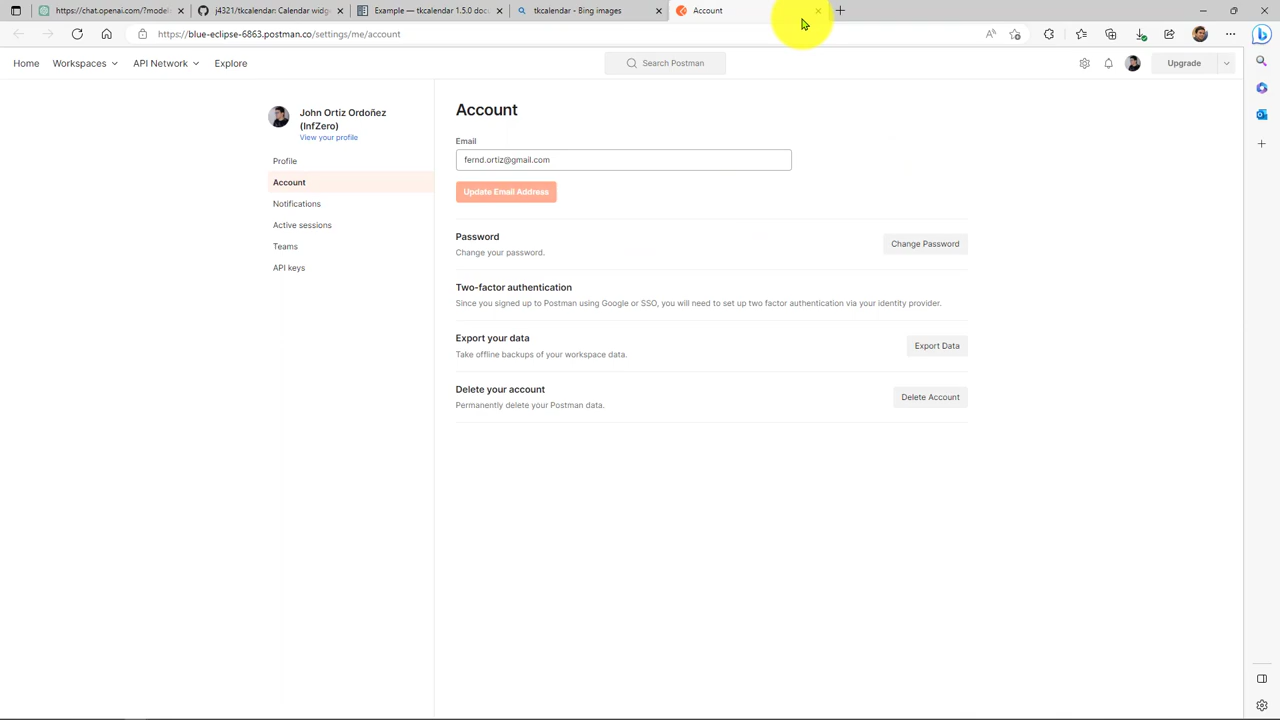 https://chat.openai.com/?model
j4321/tkcalendar: Calendar widg
Example — tkcalendar 1.5.0 doc
tkcalendar - Bing images
Account
https://blue-eclipse-6863.postman.co/settings/me/account
Home
Workspaces
API Network
Explore
Search Postman
Upgrade
John Ortiz Ordoñez
(InfZero)
View your profile
Profile
Account
Notifications
Active sessions
Teams
API keys
Account
Email
fernd.ortiz@gmail.com
Update Email Address
Password
Change your password.
Change Password
Two-factor authentication
Since you signed up to Postman using Google or SSO, you will need to set up two factor authentication via your identity provider.
Export your data
Take offline backups of your workspace data.
Export Data
Delete your account
Permanently delete your Postman data.
Delete Account